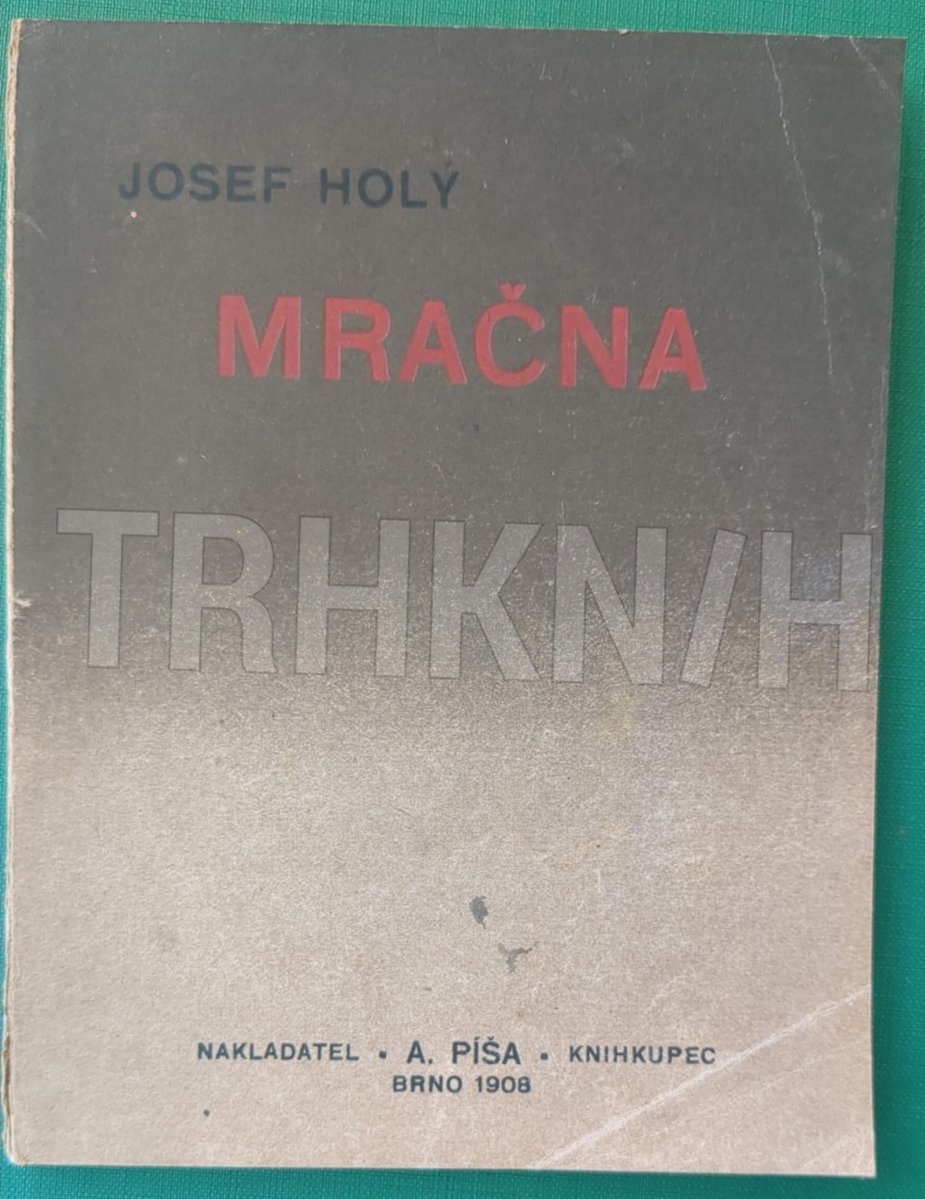 JOSEF HOLÝ
MRAČNA
TRHKN/H
NAKLADATEL ▪ A. PÍŠA ▪ KNIHKUPEC
BRNO 1908